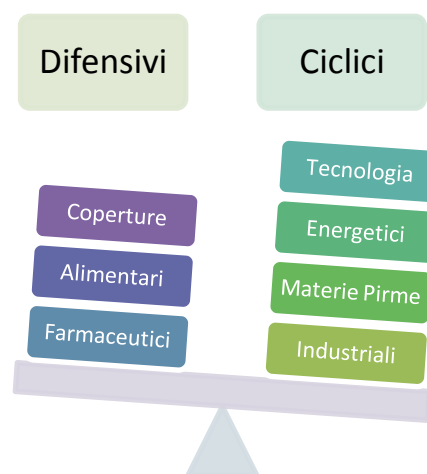 Difensivi
Ciclici
Tecnologia
Coperture
Energetici
Alimentari
Materie Pirme
Farmaceutici
Industriali